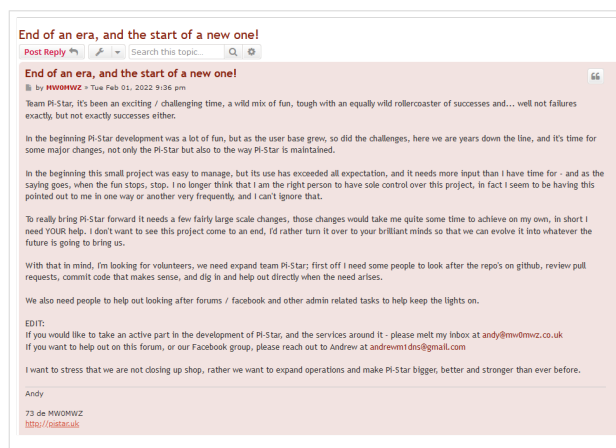 End of an era, and the start of a new one!
Post Reply
Search this topic...
End of an era, and the start of a new one!
by MW0MWZ » Tue Feb 01, 2022 9:36 pm
Team Pi-Star, it's been an exciting / challenging time, a wild mix of fun, tough with an equally wild rollercoaster of successes and... well not failures
exactly, but not exactly successes either.
In the beginning Pi-Star development was a lot of fun, but as the user base grew, so did the challenges, here we are years down the line, and it's time for
some major changes, not only the Pi-Star but also to the way Pi-Star is maintained.
In the beginning this small project was easy to manage, but its use has exceeded all expectation, and it needs more input than I have time for - and as the
saying goes, when the fun stops, stop. I no longer think that I am the right person to have sole control over this project, in fact I seem to be having this
pointed out to me in one way or another very frequently, and I can't ignore that.
To really bring Pi-Star forward it needs a few fairly large scale changes, those changes would take me quite some time to achieve on my own, in short I
need YOUR help. I don't want to see this project come to an end, I'd rather turn it over to your brilliant minds so that we can evolve it into whatever the
future is going to bring us.
With that in mind, I'm looking for volunteers, we need expand team Pi-Star; first off I need some people to look after the repo's on github, review pull
requests, commit code that makes sense, and dig in and help out directly when the need arises.
We also need people to help out looking after forums / facebook and other admin related tasks to help keep the lights on.
EDIT:
If you would like to take an active part in the development of Pi-Star, and the services around it - please melt my inbox at andy@mw0mwz.co.uk
If you want to help out on this forum, or our Facebook group, please reach out to Andrew at andrewm1dns@gmail.com
I want to stress that we are not closing up shop, rather we want to expand operations and make Pi-Star bigger, better and stronger than ever before.
Andy
73 de MW0MWZ
http://pistar.uk